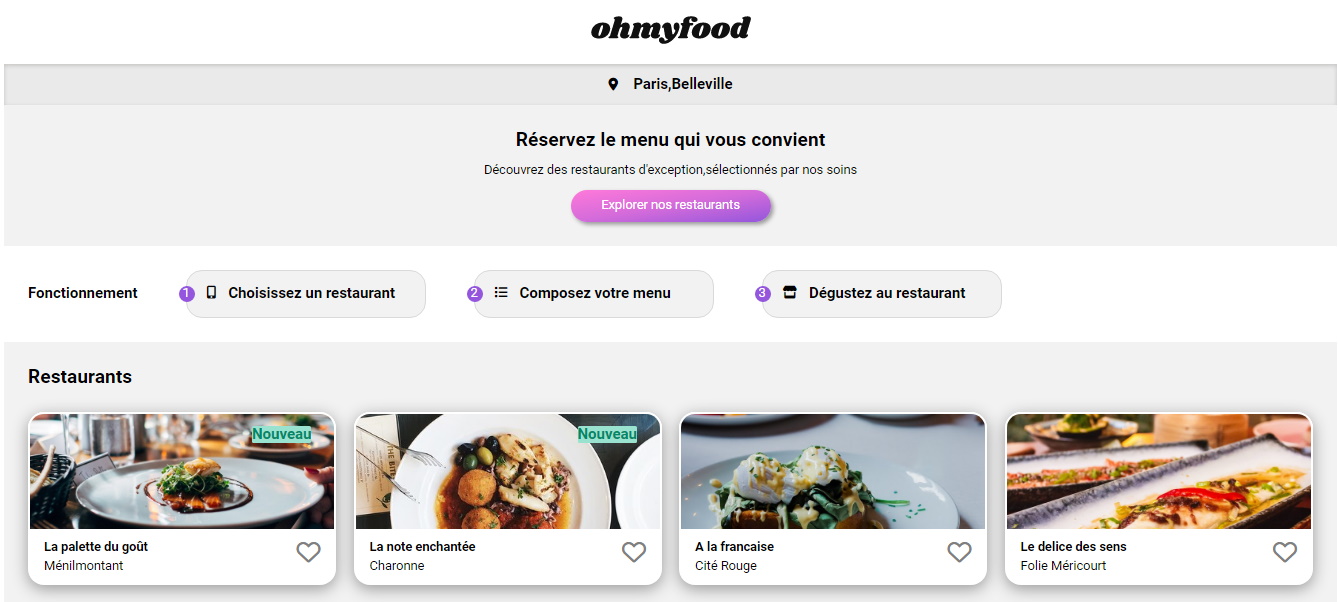 ohmyfood
Paris,Belleville
Réservez le menu qui vous convient
Découvrez des restaurants d'exception,sélectionnés par nos soins
Explorer nos restaurants
Fonctionnement
1 Choisissez un restaurant
2 Composez votre menu
3 Dégustez au restaurant
Restaurants
Nouveau
La palette du goût
Ménilmontant
Nouveau
La note enchantée
Charonne
A la francaise
Cité Rouge
Le delice des sens
Folie Méricourt